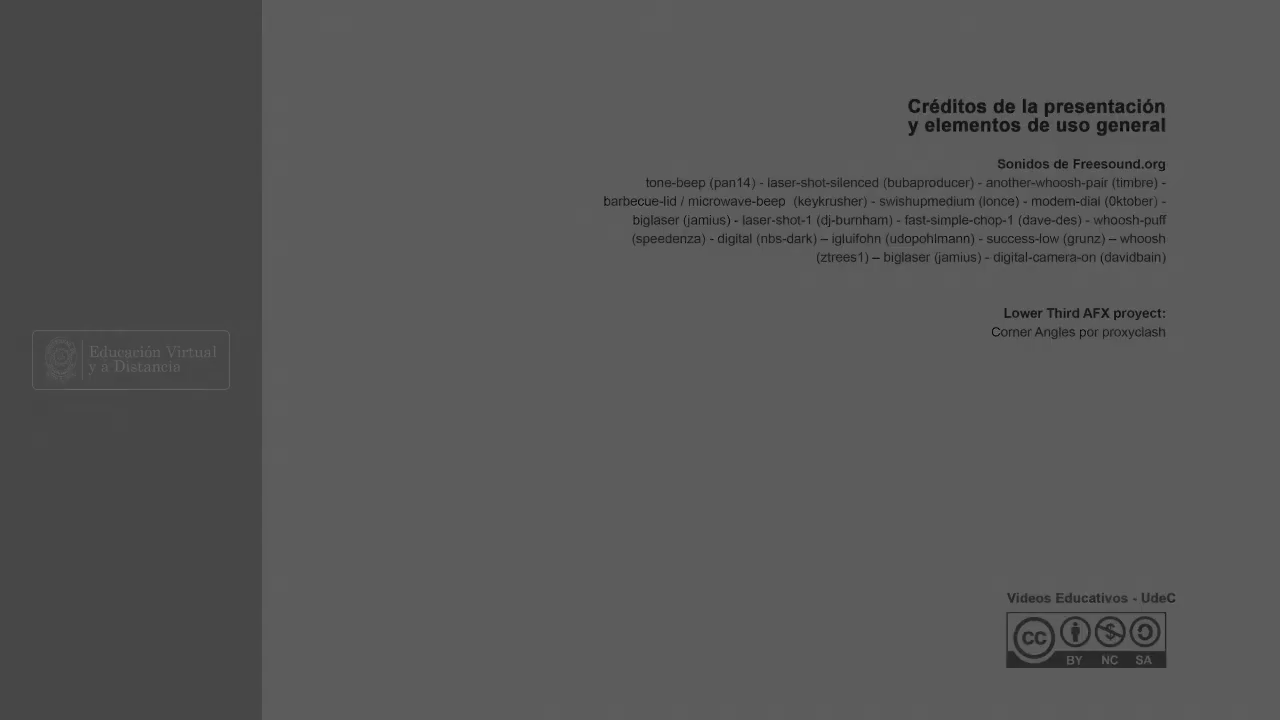 Créditos de la presentación
y elementos de uso general
Sonidos de Freesound.org
tone-beep (pan14) - laser-shot-silenced (bubaproducer) - another-whoosh-pair (timbre) -
barbecue-lid / microwave-beep (keykrusher) - swishupmedium (lonce) - modem-dial (0ktober) -
biglaser (jamius) - laser-shot-1 (dj-burnham) - fast-simple-chop-1 (dave-des) - whoosh-puff
(speedenza) - digital (nbs-dark) – igluifohn (udopohlmann) - success-low (grunz) – whoosh
(ztrees1) – biglaser (jamius) - digital-camera-on (davidbain)
Lower Third AFX proyect:
Corner Angles por proxyclash
Educación Virtual
y a Distancia
Videos Educativos - UdeC
CC
BY NC SA